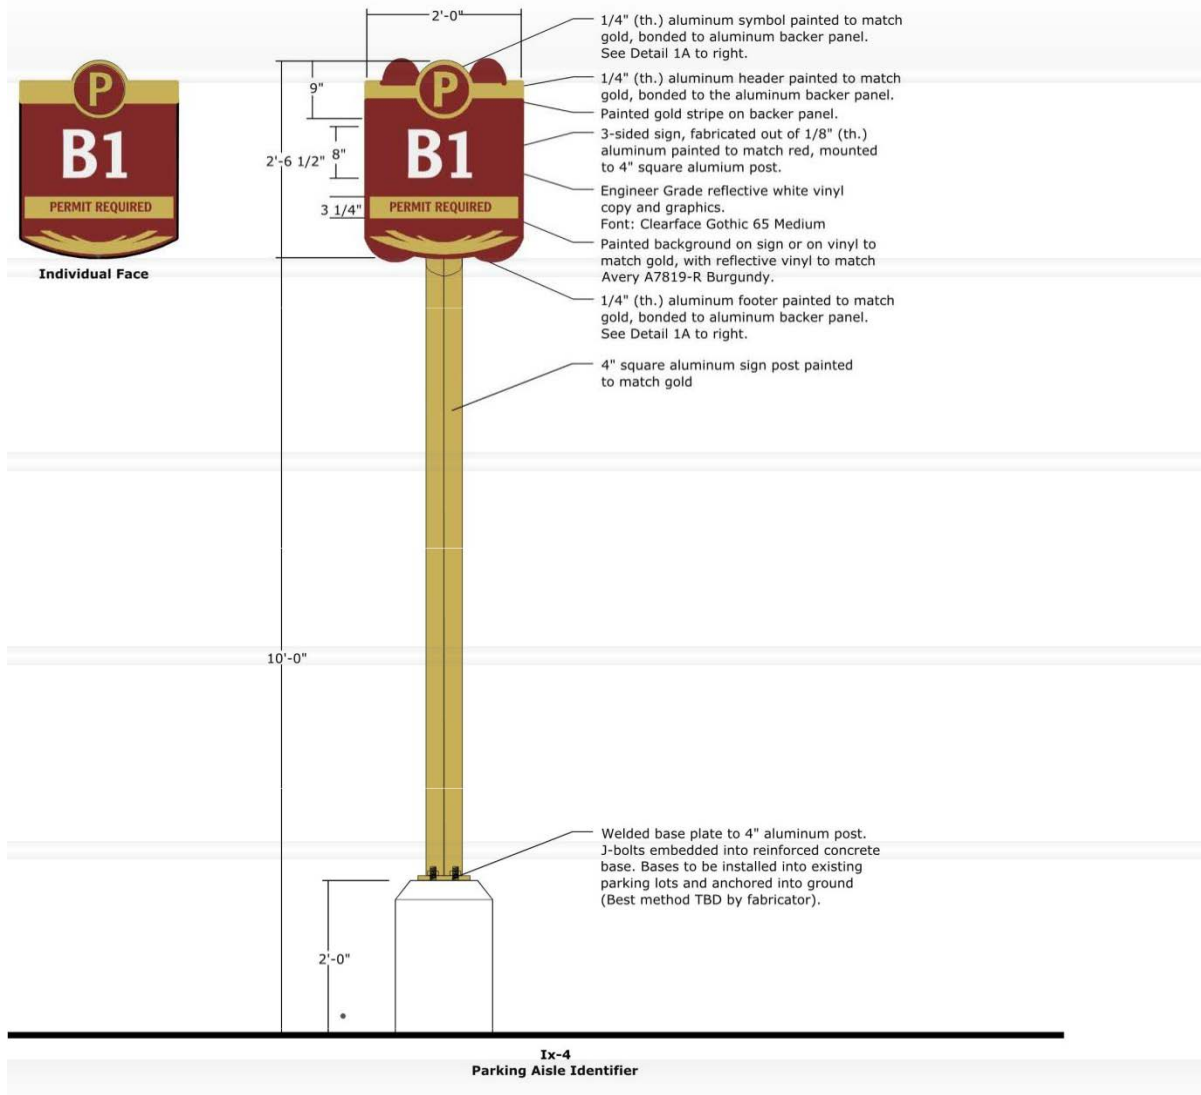 P
B1
PERMIT REQUIRED
Individual Face
2'-0"
9"
2'-6 1/2"
8"
3 1/4"
P
B1
PERMIT REQUIRED
10'-0"
2'-0"
1/4" (th.) aluminum symbol painted to match
gold, bonded to aluminum backer panel.
See Detail 1A to right.
1/4" (th.) aluminum header painted to match
gold, bonded to the aluminum backer panel.
Painted gold stripe on backer panel.
3-sided sign, fabricated out of 1/8" (th.)
aluminum painted to match red, mounted
to 4" square alumium post.
Engineer Grade reflective white vinyl
copy and graphics.
Font: Clearface Gothic 65 Medium
Painted background on sign or on vinyl to
match gold, with reflective vinyl to match
Avery A7819-R Burgundy.
1/4" (th.) aluminum footer painted to match
gold, bonded to aluminum backer panel.
See Detail 1A to right.
4" square aluminum sign post painted
to match gold
Welded base plate to 4" aluminum post.
J-bolts embedded into reinforced concrete
base. Bases to be installed into existing
parking lots and anchored into ground
(Best method TBD by fabricator).
Ix-4
Parking Aisle Identifier